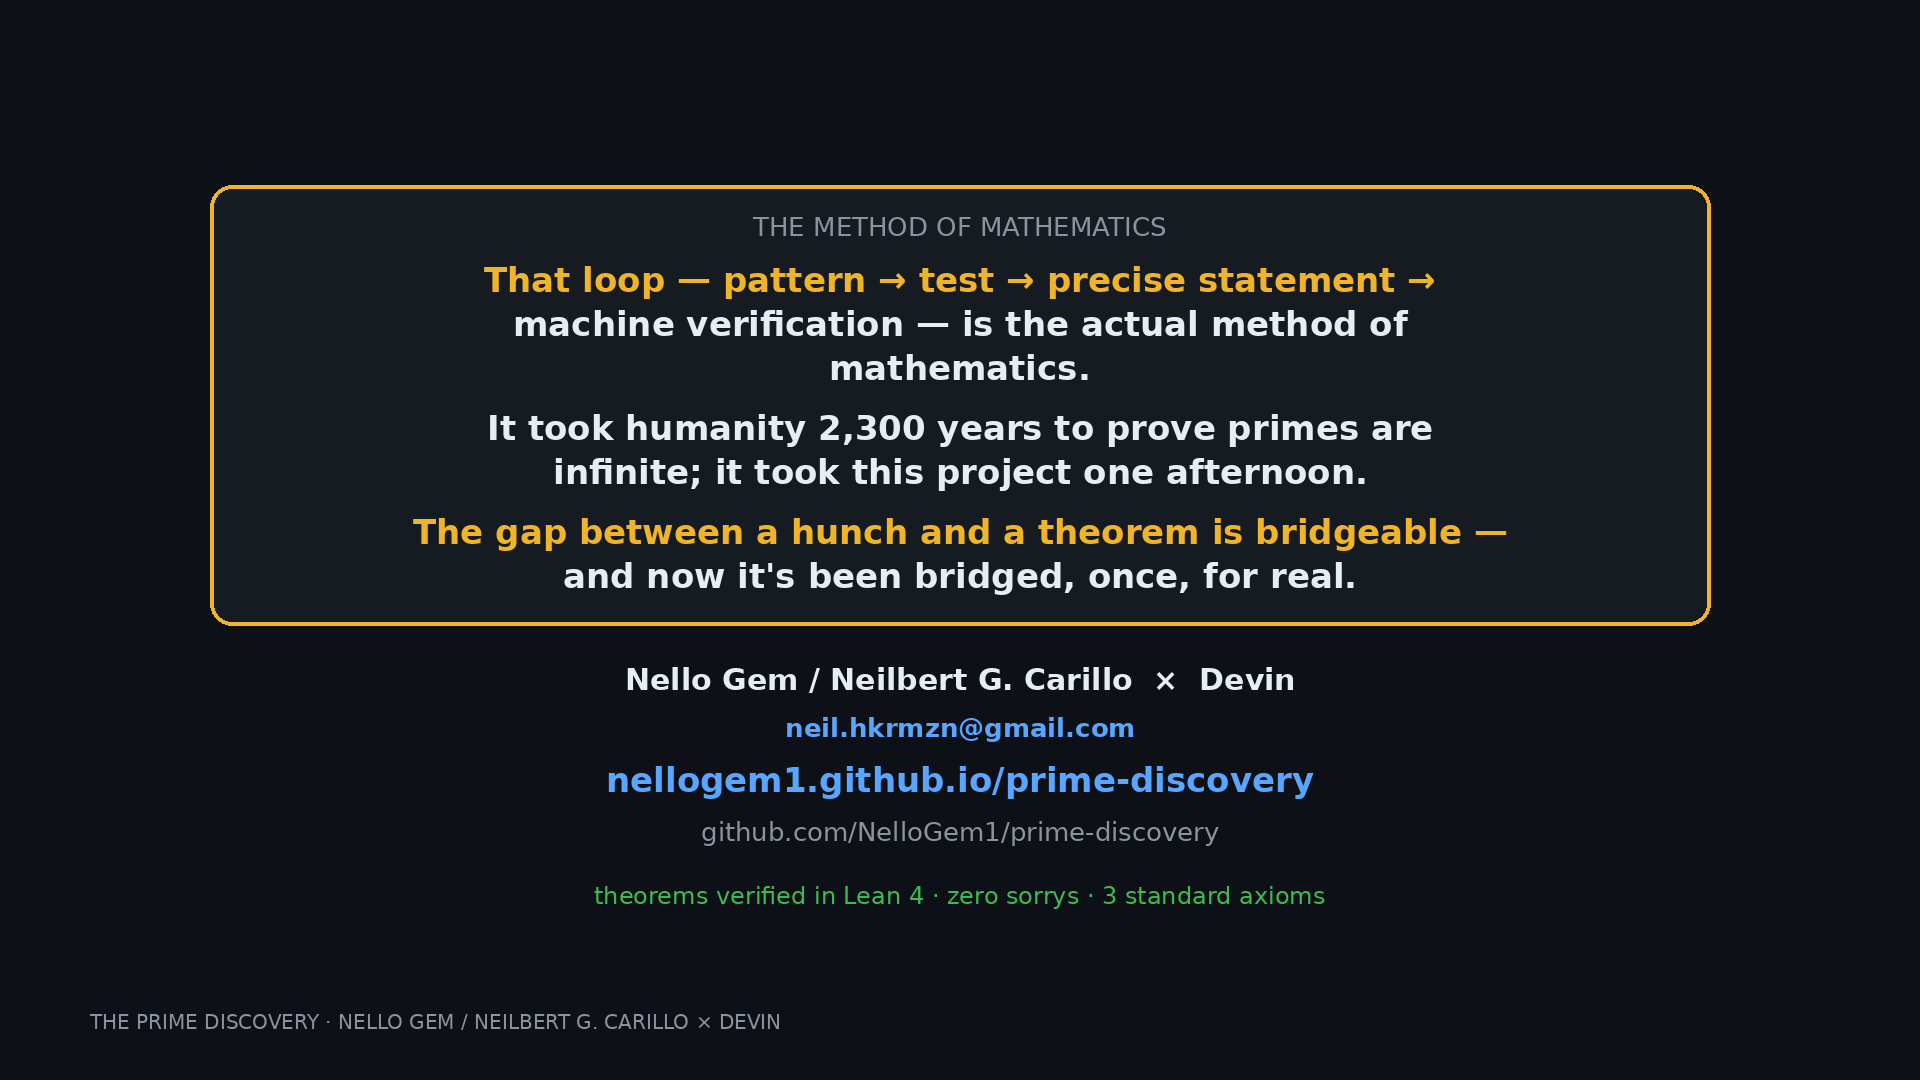 THE METHOD OF MATHEMATICS
That loop — pattern → test → precise statement →
machine verification — is the actual method of
mathematics.
It took humanity 2,300 years to prove primes are
infinite; it took this project one afternoon.
The gap between a hunch and a theorem is bridgeable —
and now it's been bridged, once, for real.
Nello Gem / Neilbert G. Carillo × Devin
neil.hkrmzn@gmail.com
nellogem1.github.io/prime-discovery
github.com/NelloGem1/prime-discovery
theorems verified in Lean 4 · zero sorrys · 3 standard axioms
THE PRIME DISCOVERY · NELLO GEM / NEILBERT G. CARILLO × DEVIN